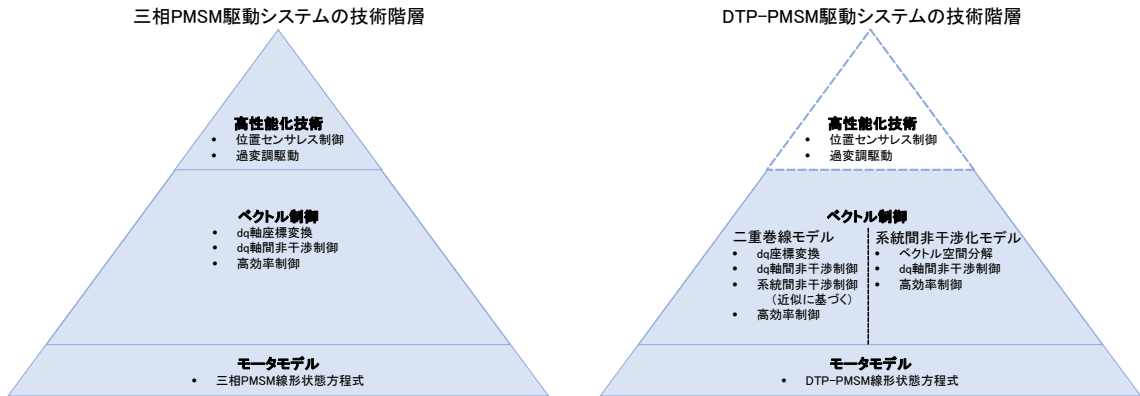 三相PMSM駆動システムの技術階層
高性能化技術
• 位置センサレス制御
• 過変調駆動
ベクトル制御
• dq軸座標変換
• dq軸間非干渉制御
• 高効率制御
モータモデル
• 三相PMSM線形状態方程式
DTP-PMSM駆動システムの技術階層
高性能化技術
• 位置センサレス制御
• 過変調駆動
ベクトル制御
二重巻線モデル
• dq座標変換
• dq軸間非干渉制御
• 系統間非干渉制御
（近似に基づく）
• 高効率制御
系統間非干渉化モデル
• ベクトル空間分解
• dq軸間非干渉制御
• 高効率制御
モータモデル
• DTP-PMSM線形状態方程式